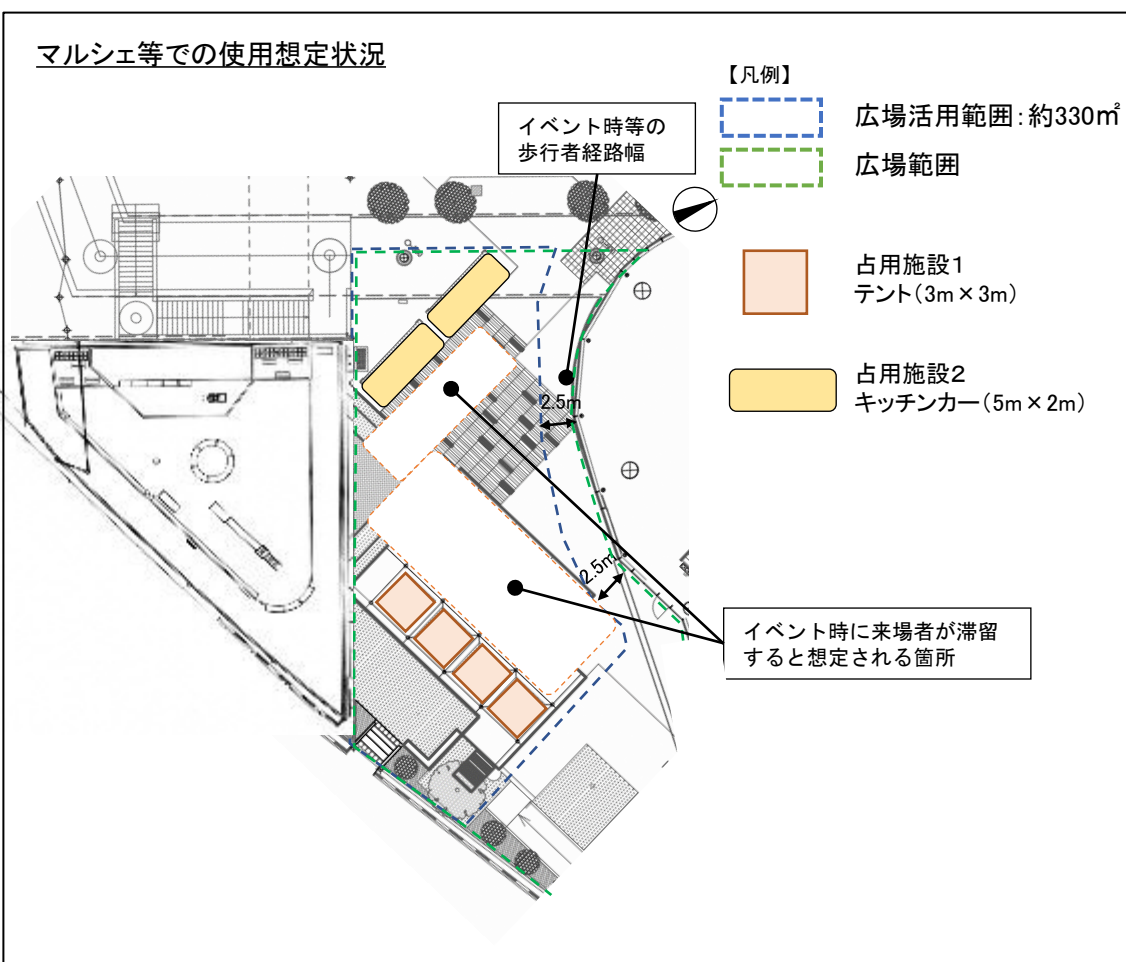 マルシェ等での使用想定状況
【凡例】
広場活用範囲：約330㎡
広場範囲
イベント時等の
歩行者経路幅
占用施設１
テント（3m×3m）
占用施設２
キッチンカー（5m×2m）
2.5m
2.5m
イベント時に来場者が滞留
すると想定される箇所